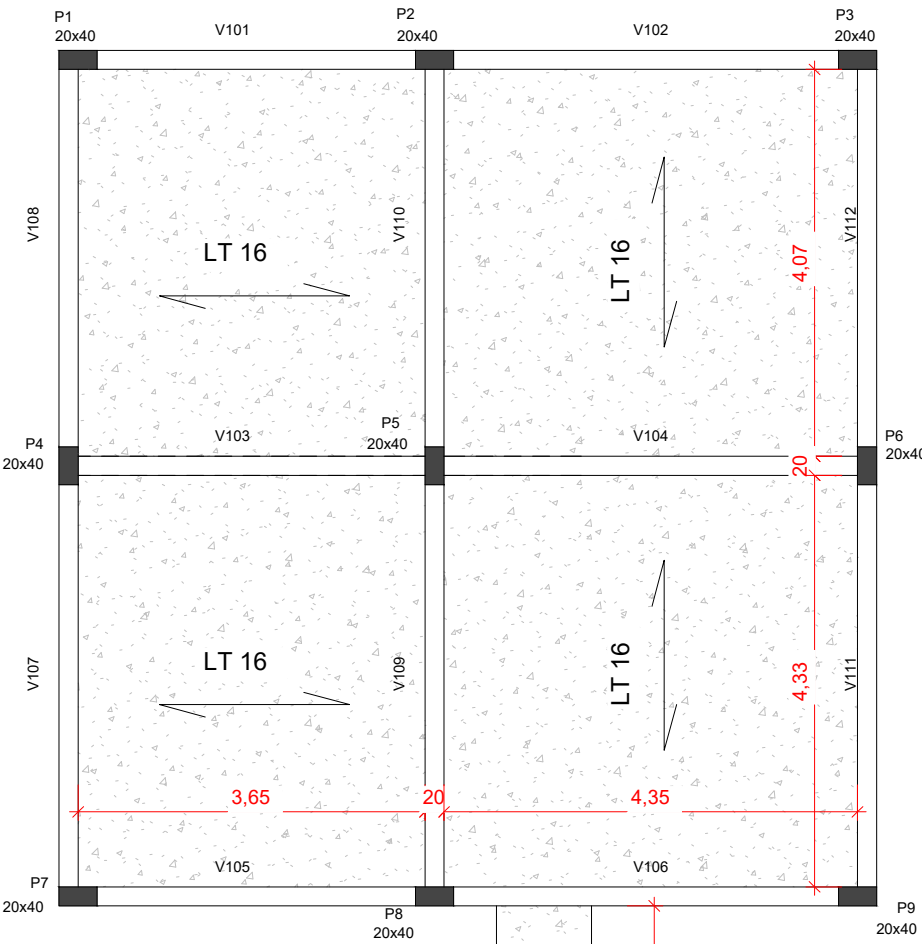 P1
20x40
V101
P2
20x40
V102
P3
20x40
V108
LT 16
V110
LT 16
4,07
V112
P4
20x40
V103
P5
20x40
V104
20
P6
20x40
V107
LT 16
V109
LT 16
4,33
V111
3,65
20
4,35
V105
V106
P7
20x40
P8
20x40
P9
20x40